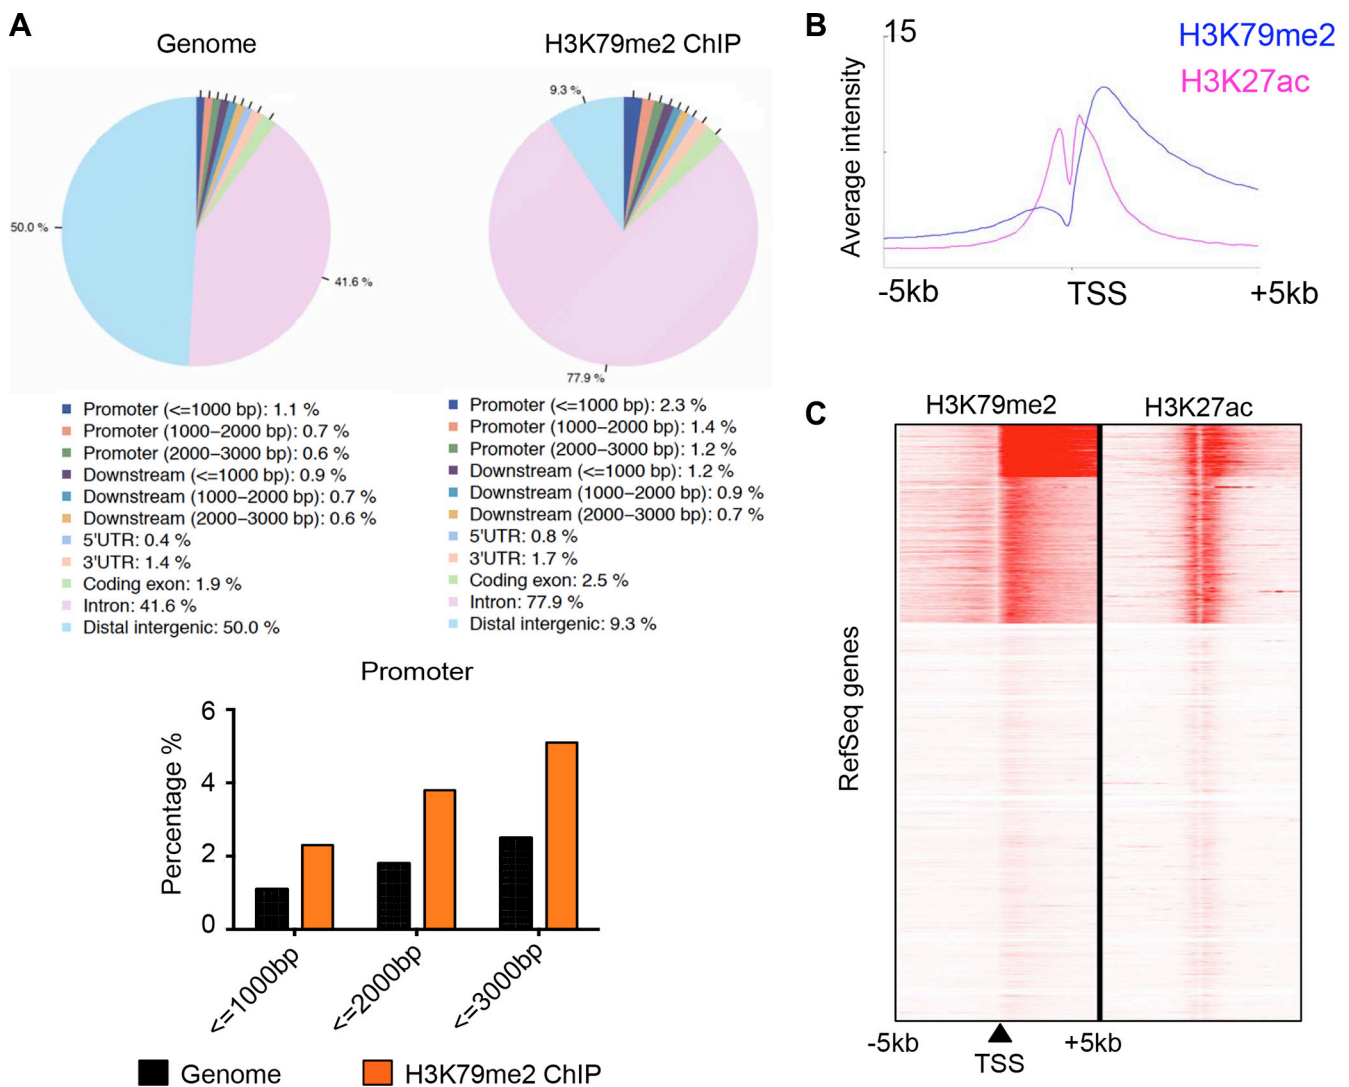 A
Genome
H3K79me2 ChIP
50.0 %
41.6 %
9.3 %
77.9 %
Promoter (<=1000 bp): 1.1 %
Promoter (1000–2000 bp): 0.7 %
Promoter (2000–3000 bp): 0.6 %
Downstream (<=1000 bp): 0.9 %
Downstream (1000–2000 bp): 0.7 %
Downstream (2000–3000 bp): 0.6 %
5'UTR: 0.4 %
3'UTR: 1.4 %
Coding exon: 1.9 %
Intron: 41.6 %
Distal intergenic: 50.0 %
Promoter (<=1000 bp): 2.3 %
Promoter (1000–2000 bp): 1.4 %
Promoter (2000–3000 bp): 1.2 %
Downstream (<=1000 bp): 1.2 %
Downstream (1000–2000 bp): 0.9 %
Downstream (2000–3000 bp): 0.7 %
5'UTR: 0.8 %
3'UTR: 1.7 %
Coding exon: 2.5 %
Intron: 77.9 %
Distal intergenic: 9.3 %
Promoter
Percentage %
6
4
2
0
<=1000bp
<=2000bp
<=3000bp
Genome
H3K79me2 ChIP
B
15
H3K79me2
H3K27ac
Average intensity
-5kb
TSS
+5kb
C
H3K79me2
H3K27ac
RefSeq genes
-5kb
TSS
+5kb